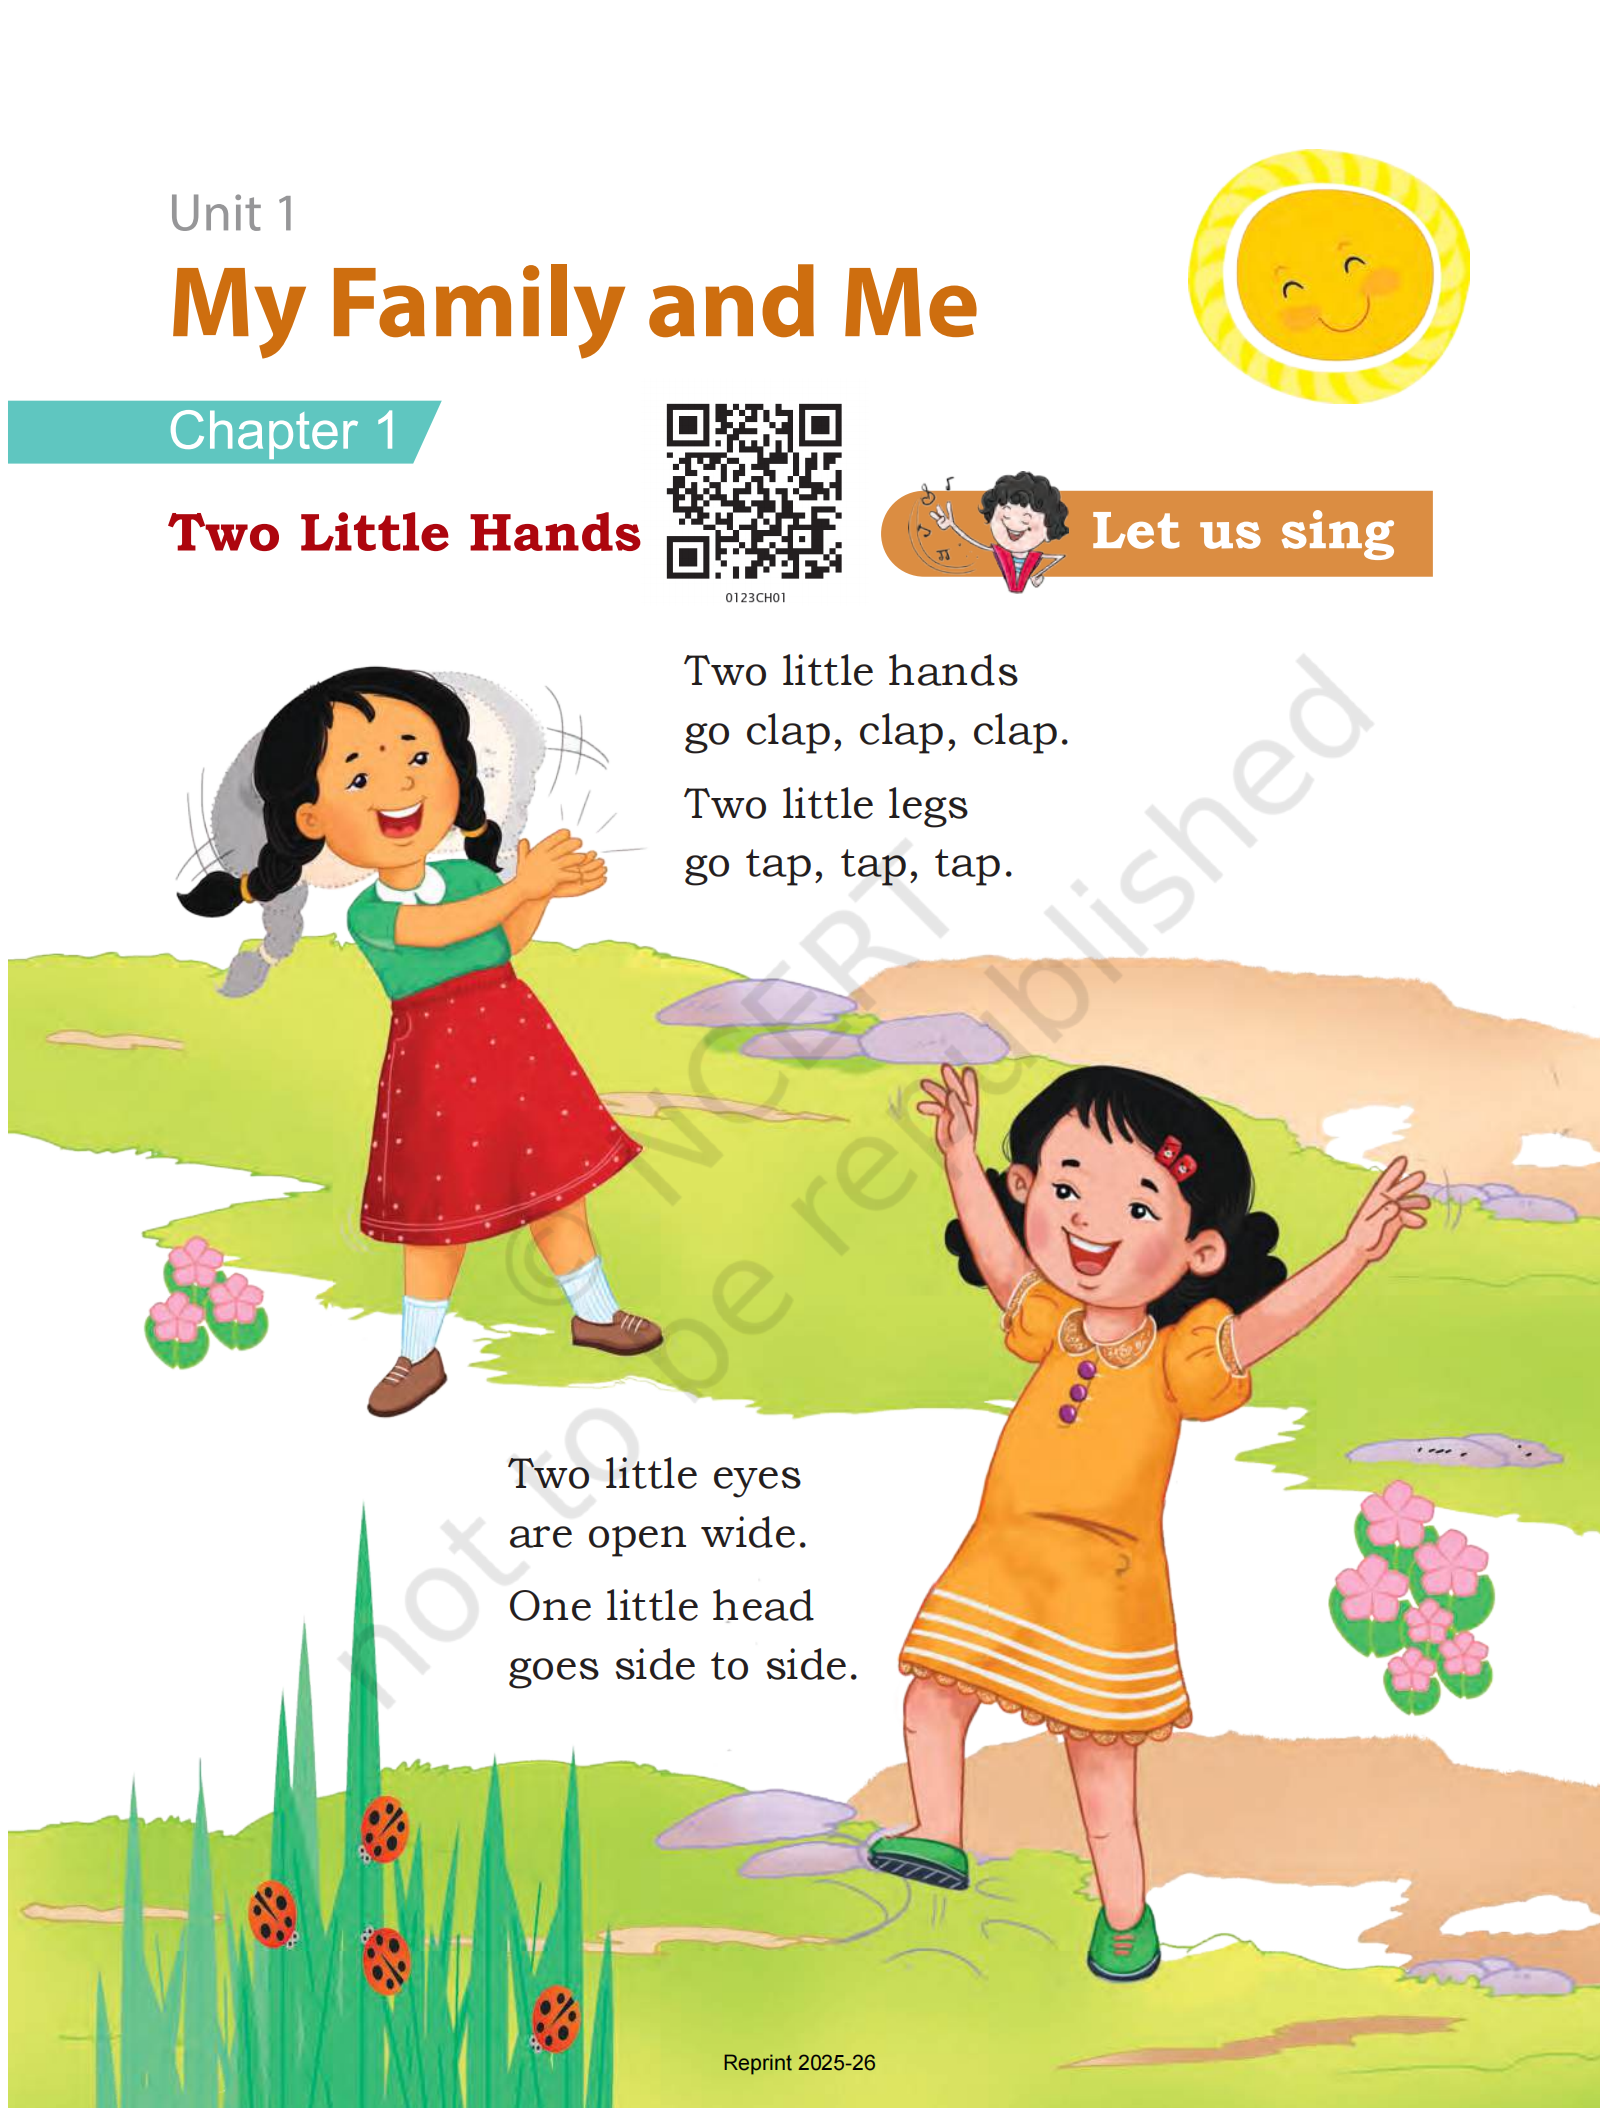 Unit 1
My Family and Me
Chapter 1
Two Little Hands
0123CH01
Let us sing
Two little hands
go clap, clap, clap.
Two little legs
go tap, tap, tap.
© NCERT
not to be republished
Two little eyes
are open wide.
One little head
goes side to side.
Reprint 2025-26